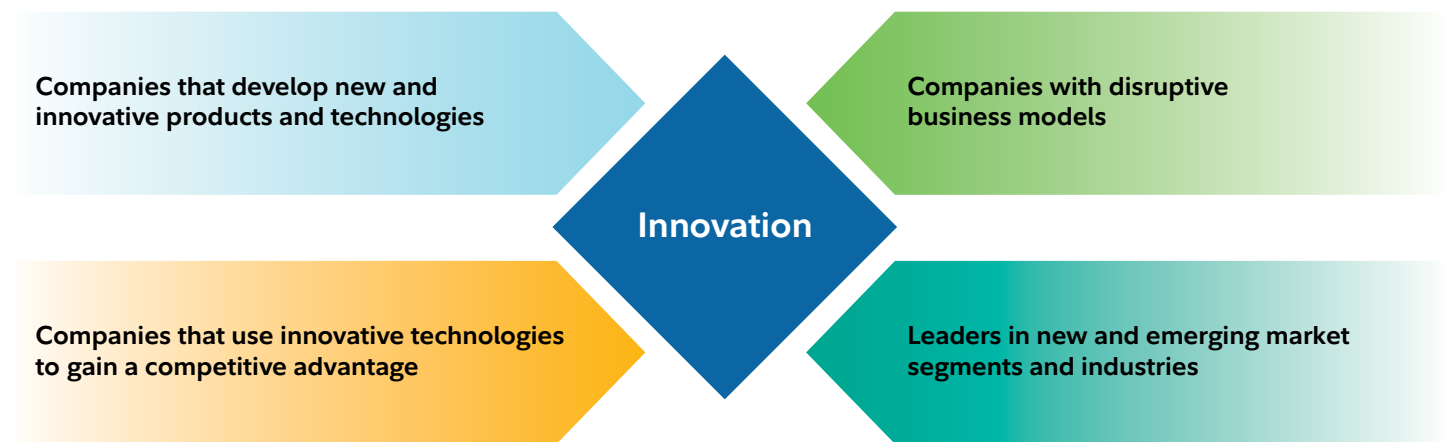 Companies that develop new and
innovative products and technologies
Companies with disruptive
business models
Innovation
Companies that use innovative technologies
to gain a competitive advantage
Leaders in new and emerging market
segments and industries